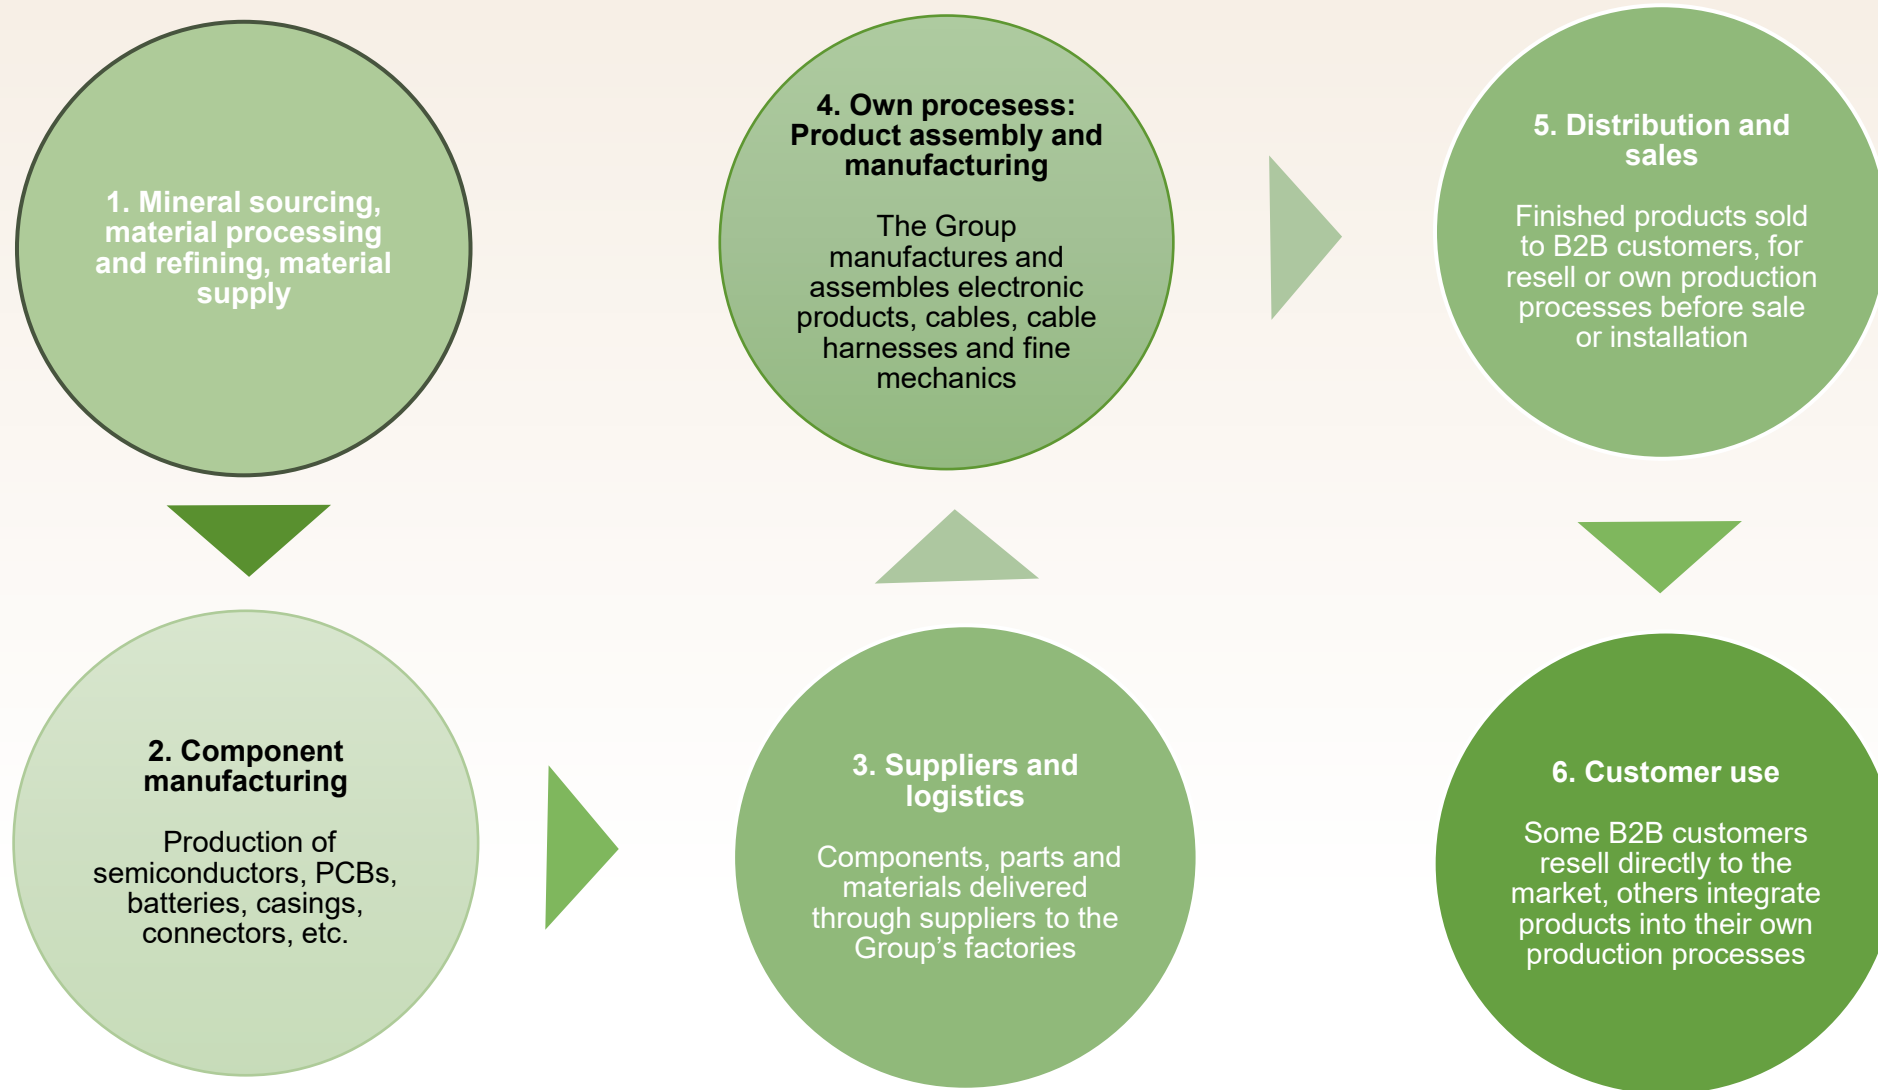 1. Mineral sourcing,
material processing
and refining, material
supply
2. Component
manufacturing
Production of
semiconductors, PCBs,
batteries, casings,
connectors, etc.
3. Suppliers and
logistics
Components, parts and
materials delivered
through suppliers to the
Group’s factories
4. Own procesess:
Product assembly and
manufacturing
The Group
manufactures and
assembles electronic
products, cables, cable
harnesses and fine
mechanics
5. Distribution and
sales
Finished products sold
to B2B customers, for
resell or own production
processes before sale
or installation
6. Customer use
Some B2B customers
resell directly to the
market, others integrate
products into their own
production processes